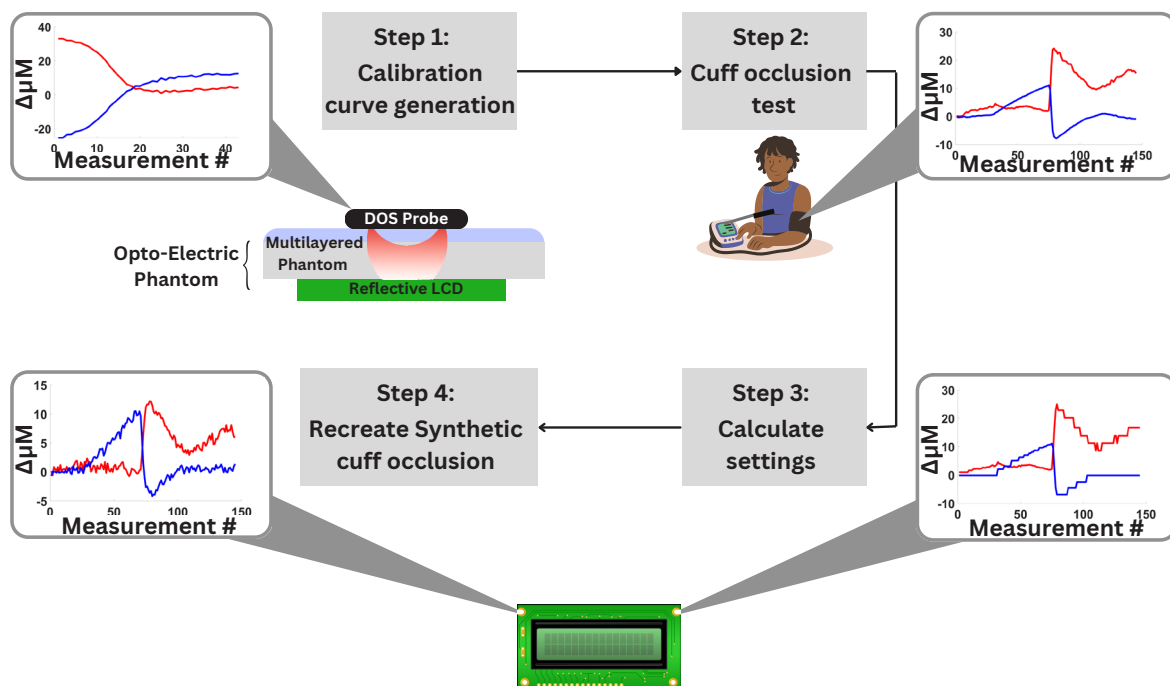 Step 1:
Calibration
curve generation
Step 2:
Cuff occlusion
test
40
20
0
-20
ΔµM
0
10
20
30
40
Measurement #
30
20
10
0
-10
ΔµM
0
50
100
150
Measurement #
DOS Probe
Multilayered
Phantom
Reflective LCD
Opto-Electric
Phantom
Step 4:
Recreate Synthetic
cuff occlusion
Step 3:
Calculate
settings
15
10
5
0
-5
ΔµM
0
50
100
150
Measurement #
30
20
10
0
-10
ΔµM
0
50
100
150
Measurement #